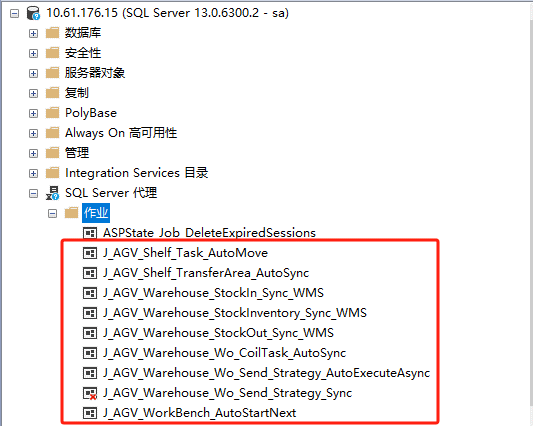 10.61.176.15 (SQL Server 13.0.6300.2 - sa)
数据库
安全性
服务器对象
复制
PolyBase
Always On 高可用性
管理
Integration Services 目录
SQL Server 代理
作业
ASPState_Job_DeleteExpiredSessions
J_AGV_Shelf_Task_AutoMove
J_AGV_Shelf_TransferArea_AutoSync
J_AGV_Warehouse_StockIn_Sync_WMS
J_AGV_Warehouse_StockInventory_Sync_WMS
J_AGV_Warehouse_StockOut_Sync_WMS
J_AGV_Warehouse_Wo_CoilTask_AutoSync
J_AGV_Warehouse_Wo_Send_Strategy_AutoExecuteAsync
J_AGV_Warehouse_Wo_Send_Strategy_Sync
J_AGV_WorkBench_AutoStartNext